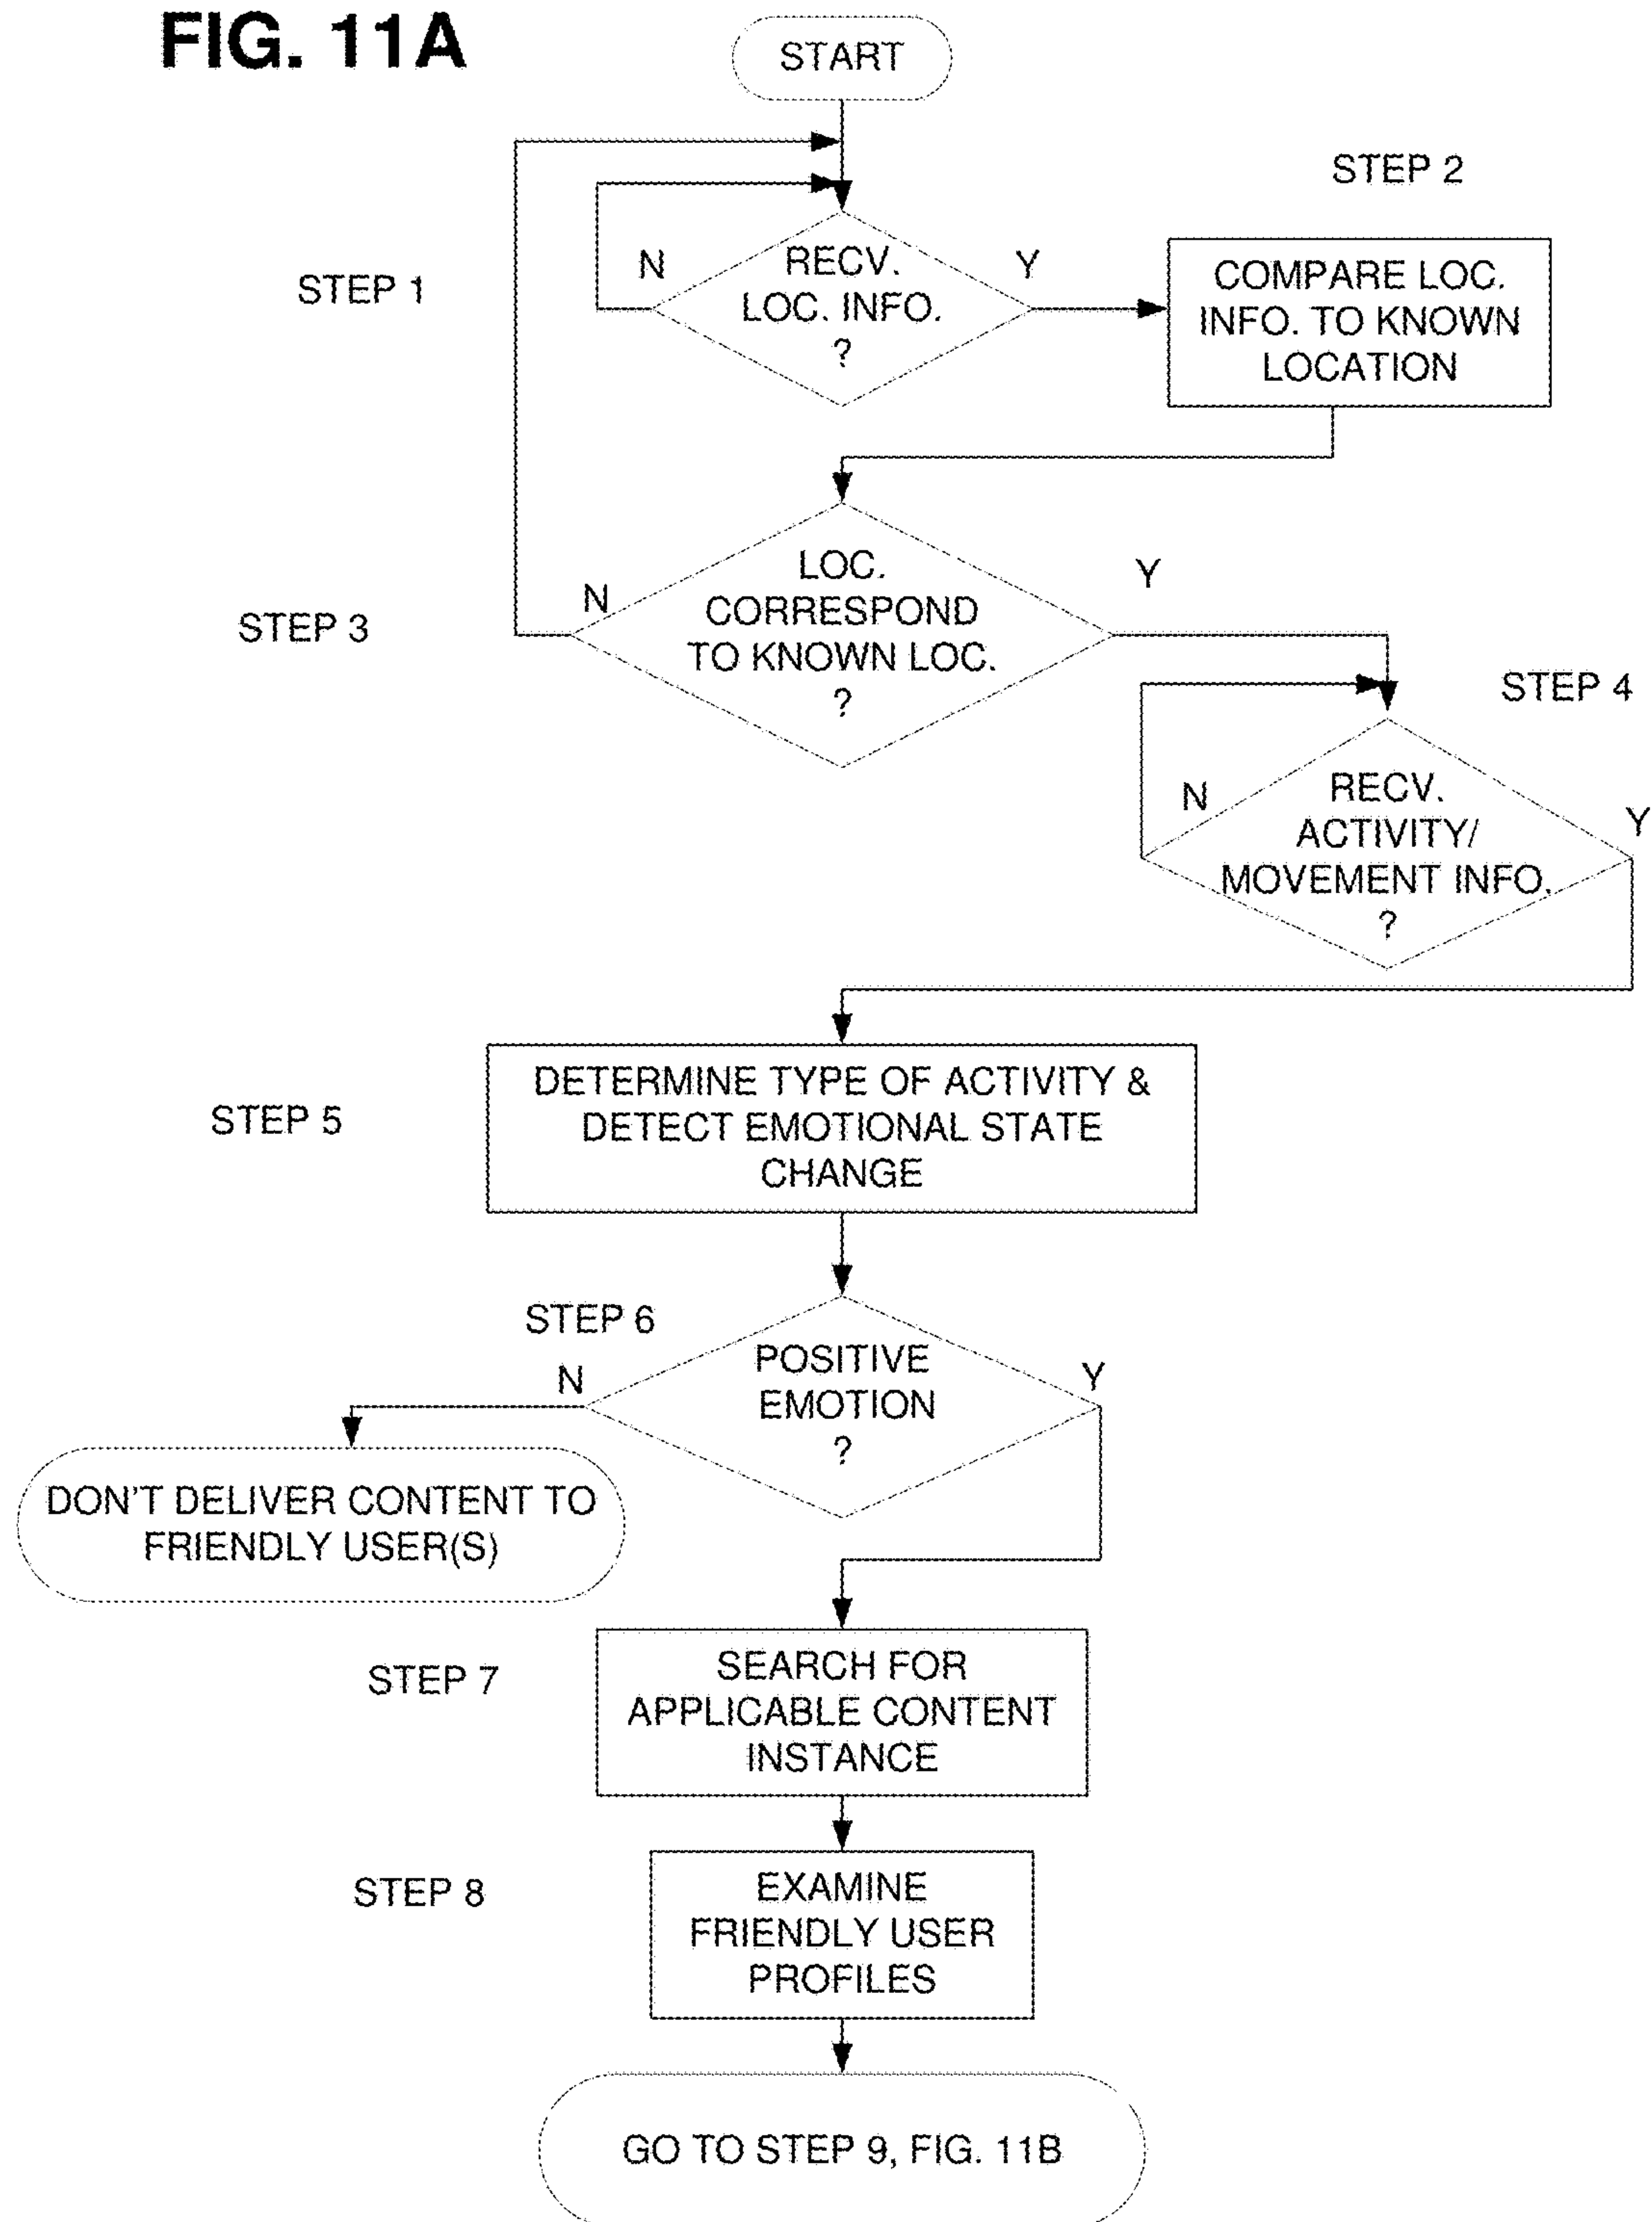 FIG. 11A
START
STEP 2
STEP 1
N
RECV.
LOC. INFO.
?
Y
COMPARE LOC.
INFO. TO KNOWN
LOCATION
STEP 3
N
LOC.
CORRESPOND
TO KNOWN LOC.
?
Y
STEP 4
N
RECV.
ACTIVITY/
MOVEMENT INFO.
?
Y
STEP 5
DETERMINE TYPE OF ACTIVITY &
DETECT EMOTIONAL STATE
CHANGE
STEP 6
N
POSITIVE
EMOTION
?
Y
DON'T DELIVER CONTENT TO
FRIENDLY USER(S)
STEP 7
SEARCH FOR
APPLICABLE CONTENT
INSTANCE
STEP 8
EXAMINE
FRIENDLY USER
PROFILES
GO TO STEP 9, FIG. 11B